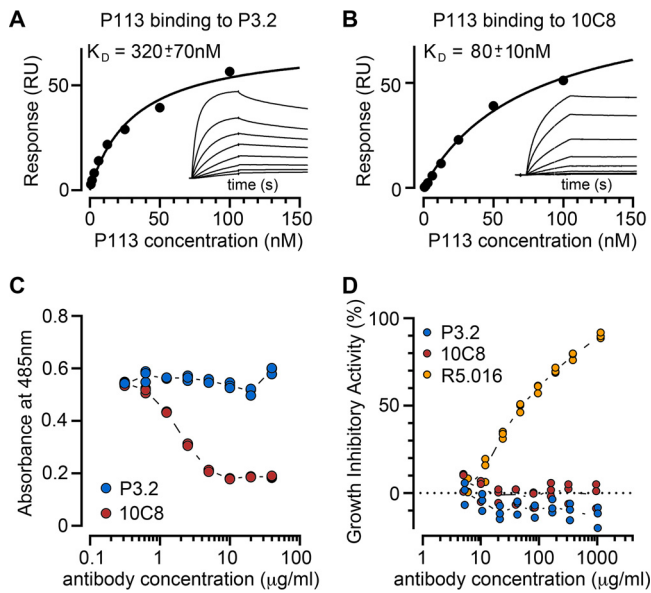 A
P113 binding to P3.2
K_D = 320±70nM
Response (RU)
50
0
time (s)
0 50 100 150
P113 concentration (nM)
B
P113 binding to 10C8
K_D = 80±10nM
Response (RU)
50
0
time (s)
0 50 100 150
P113 concentration (nM)
C
Absorbance at 485nm
0.8
0.6
0.4
0.2
0
P3.2
10C8
0.1 1 10 100
antibody concentration (μg/ml)
D
Growth Inhibitory Activity (%)
100
50
0
P3.2
10C8
R5.016
1 10 100 1000
antibody concentration (μg/ml)